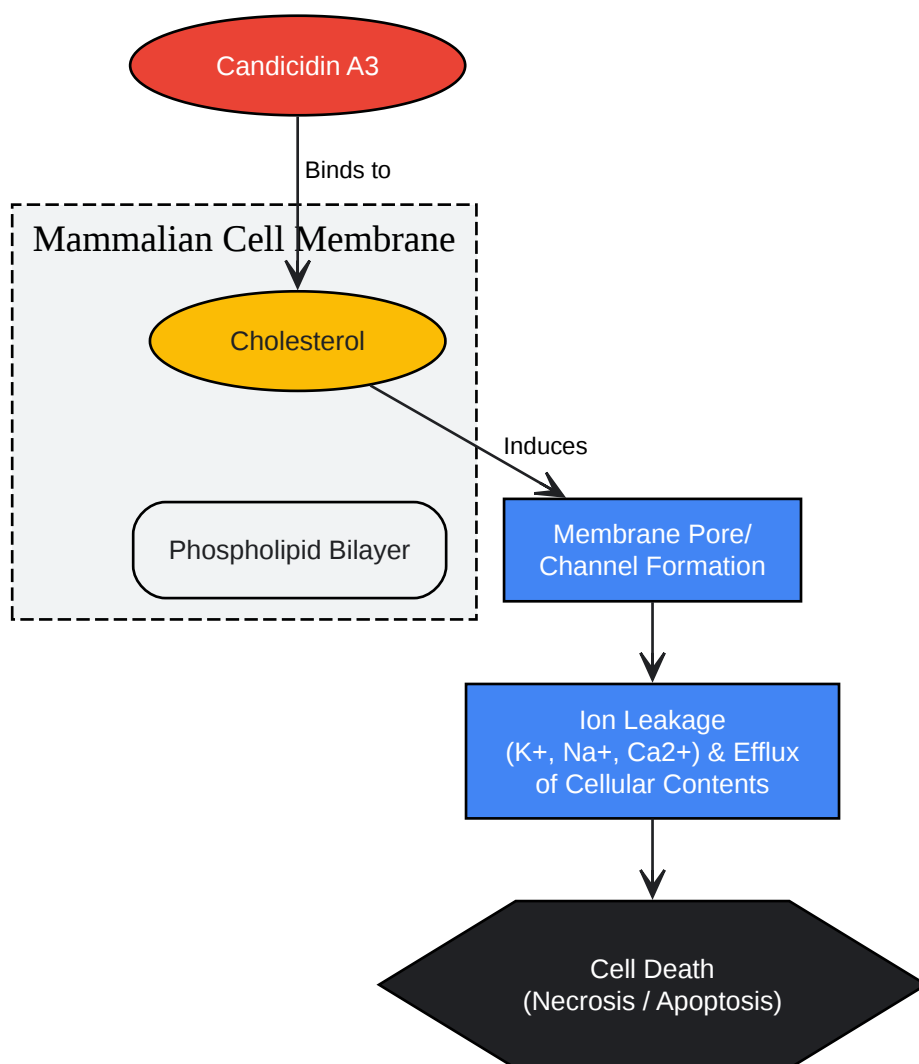 Candicidin A3
Binds to
Mammalian Cell Membrane
Cholesterol
Induces
Membrane Pore/
Channel Formation
Phospholipid Bilayer
Ion Leakage
(K+, Na+, Ca2+) & Efflux
of Cellular Contents
Cell Death
(Necrosis / Apoptosis)